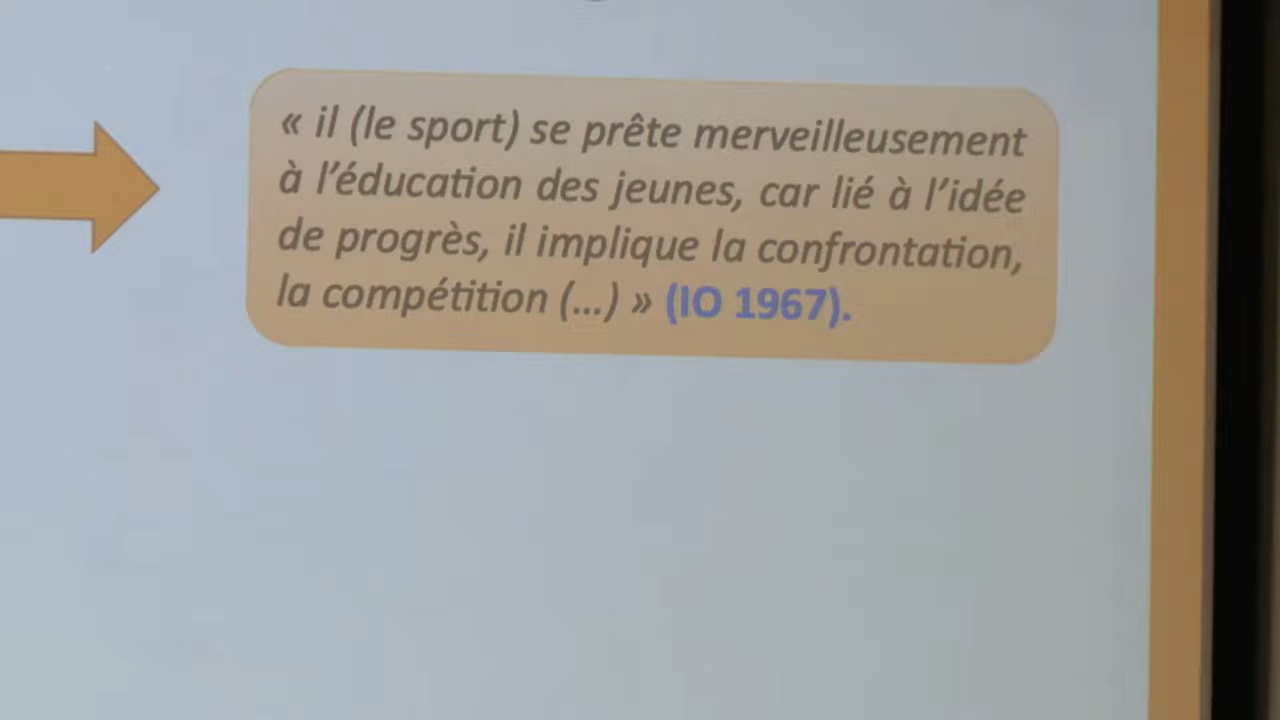 « il (le sport) se prête merveilleusement
à l’éducation des jeunes, car lié à l’idée
de progrès, il implique la confrontation,
la compétition (...) » (IO 1967).